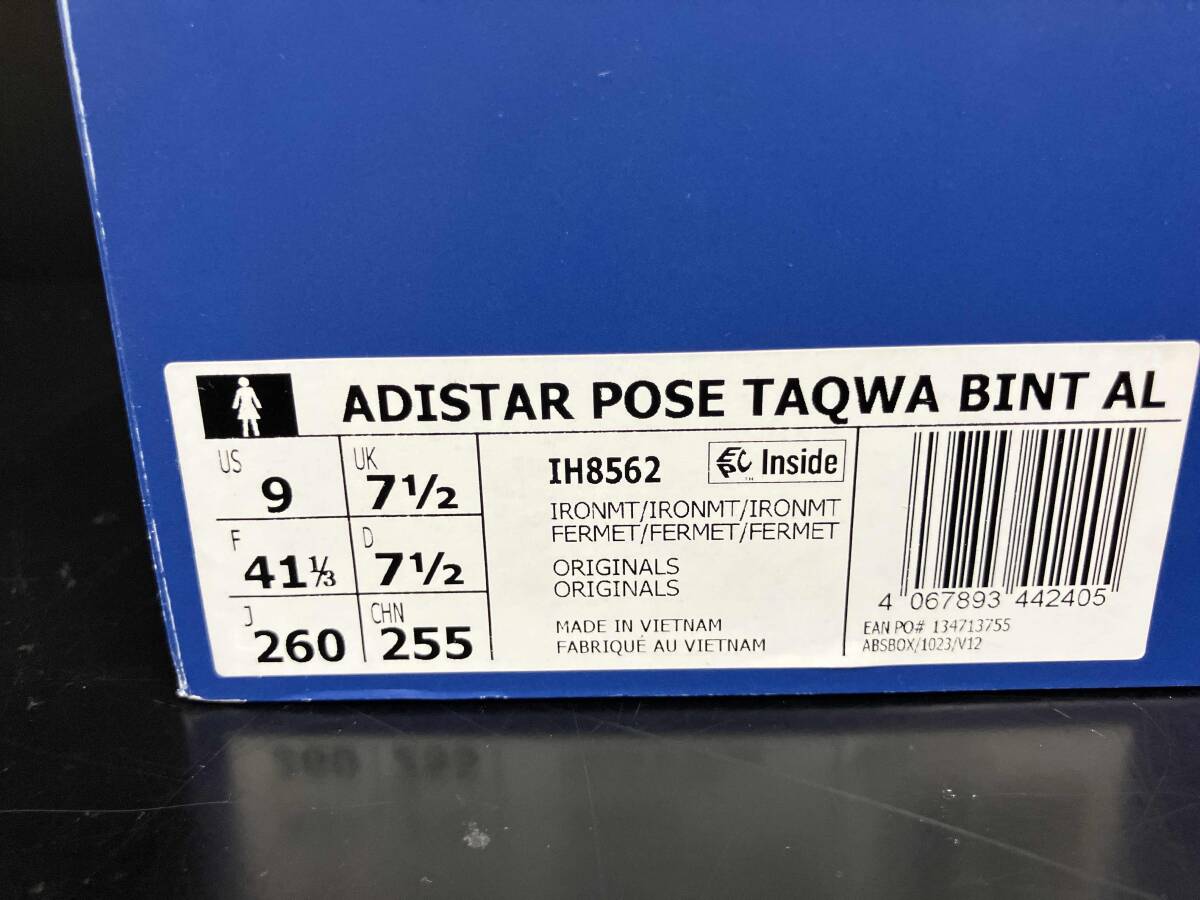 ADISTAR POSE TAQWA BINT AL
US
9
UK
7½
F
41⅓
D
7½
J
260
CHN
255
IH8562
EPC Inside
TM
IRONMT/IRONMT/IRONMT
FERMET/FERMET/FERMET
ORIGINALS
ORIGINALS
MADE IN VIETNAM
FABRIQUÉ AU VIETNAM
4 067893 442405
EAN PO# 134713755
ABSBOX/1023/V12